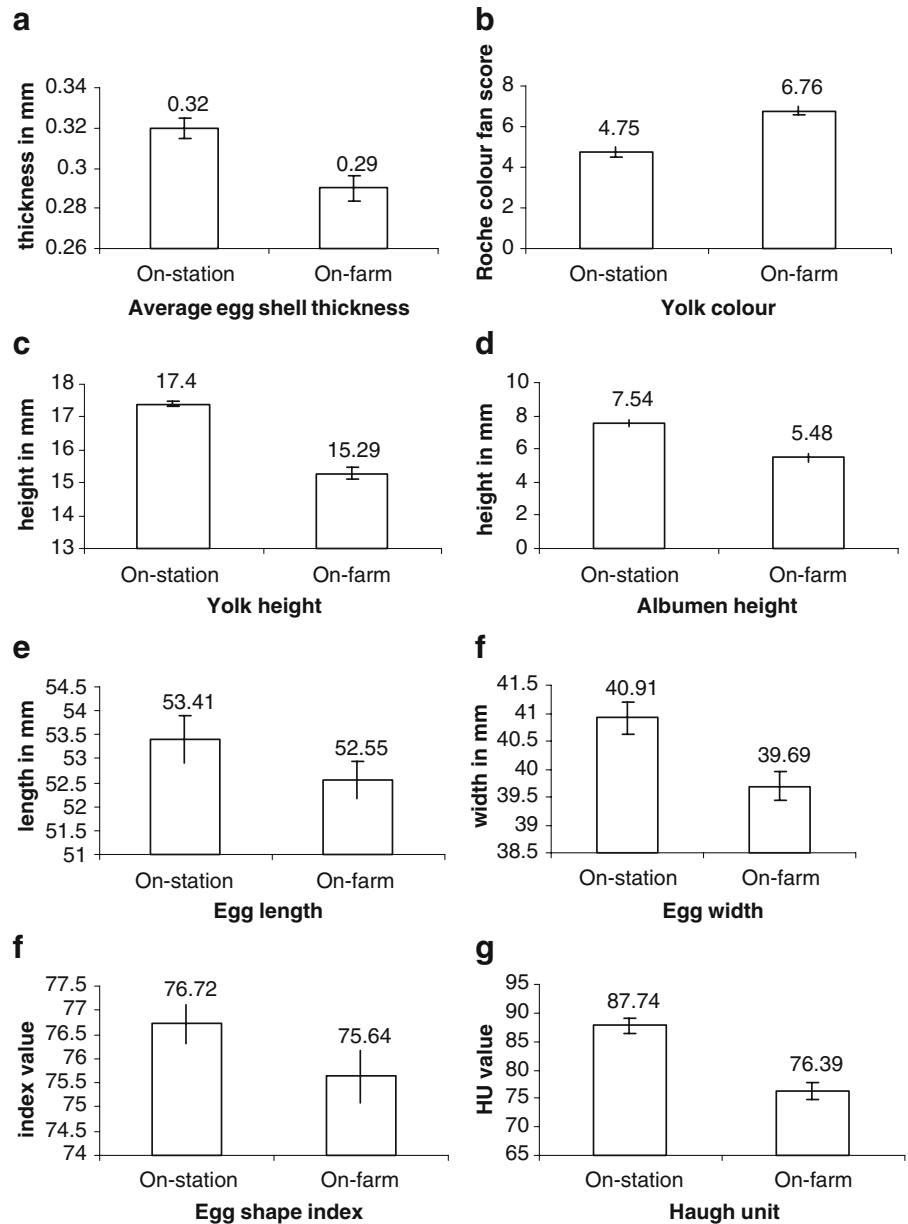 a
thickness in mm
0.34
0.32
0.3
0.28
0.26
0.32
0.29
On-station On-farm
Average egg shell thickness
b
Roche colour fan score
8
6
4
2
0
4.75
6.76
On-station On-farm
Yolk colour
c
height in mm
18
17
16
15
14
13
17.4
15.29
On-station On-farm
Yolk height
d
height in mm
10
8
6
4
2
0
7.54
5.48
On-station On-farm
Albumen height
e
length in mm
54.5
54
53.5
53
52.5
52
51.5
51
53.41
52.55
On-station On-farm
Egg length
f
width in mm
41.5
41
40.5
40
39.5
39
38.5
40.91
39.69
On-station On-farm
Egg width
f
index value
77.5
77
76.5
76
75.5
75
74.5
74
76.72
75.64
On-station On-farm
Egg shape index
g
HU value
95
90
85
80
75
70
65
87.74
76.39
On-station On-farm
Haugh unit